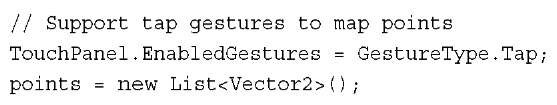 // Support tap gestures to map points
TouchPanel.EnabledGestures = GestureType.Tap;
points = new List<Vector2>();